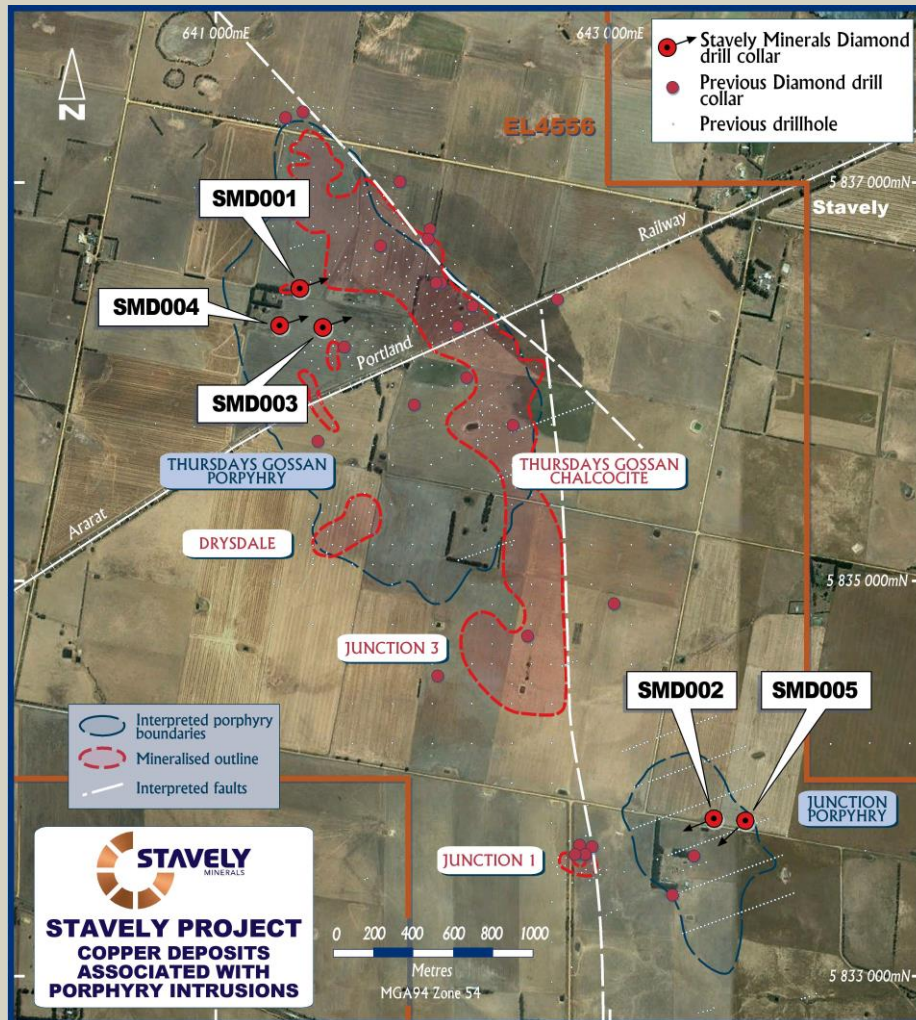 641 000mE
643 000mE
N
Stavely Minerals Diamond
drill collar
Previous Diamond drill
collar
Previous drillhole
EL4556
5 837 000mN
Stavely
SMD001
Railway
SMD004
Portland
SMD003
THURSDAYS GOSSAN
PORPYHRY
THURSDAYS GOSSAN
CHALCOCITE
Ararat
DRYSDALE
5 835 000mN
JUNCTION 3
SMD002
SMD005
Interpreted porphyry
boundaries
Mineralised outline
Interpreted faults
JUNCTION
PORPYHRY
JUNCTION 1
STAVELY
MINERALS
STAVELY PROJECT
COPPER DEPOSITS
ASSOCIATED WITH
PORPHYRY INTRUSIONS
0 200 400 600 800 1000
Metres
MGA94 Zone 54
5 833 000mN